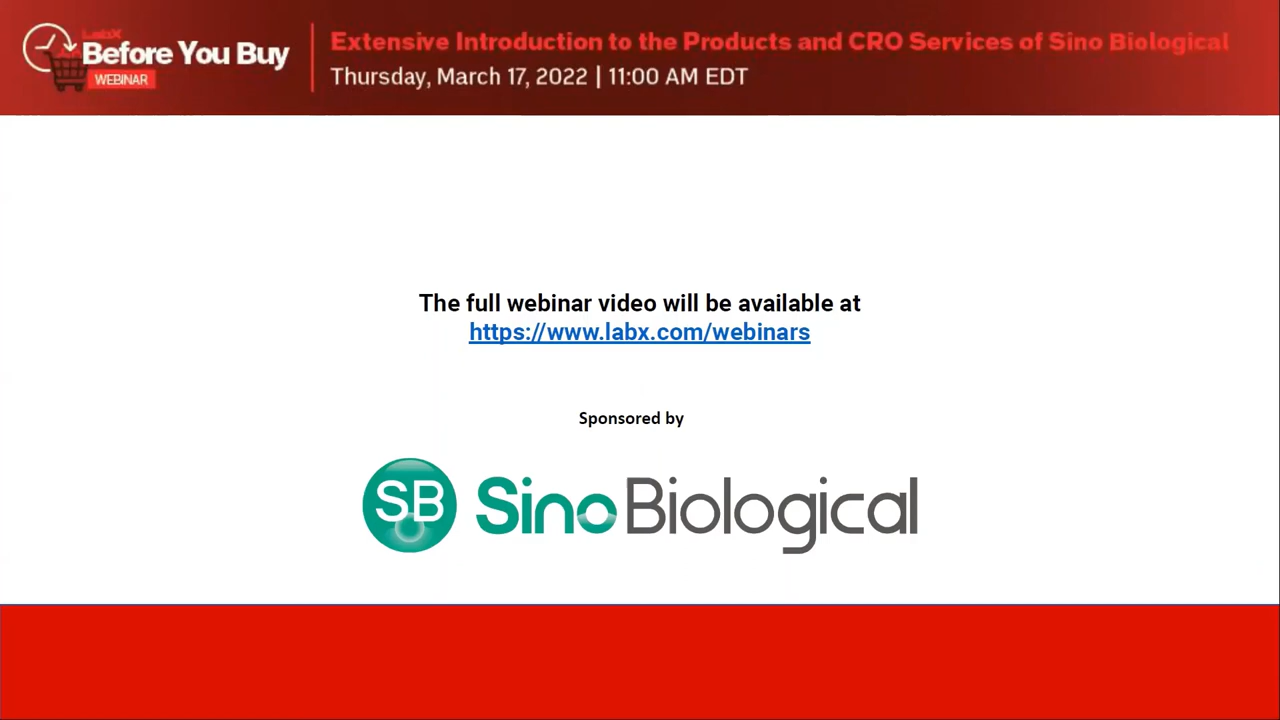 LabX
Before You Buy
WEBINAR
Extensive Introduction to the Products and CRO Services of Sino Biological
Thursday, March 17, 2022 | 11:00 AM EDT
The full webinar video will be available at
https://www.labx.com/webinars
Sponsored by
SB SinoBiological